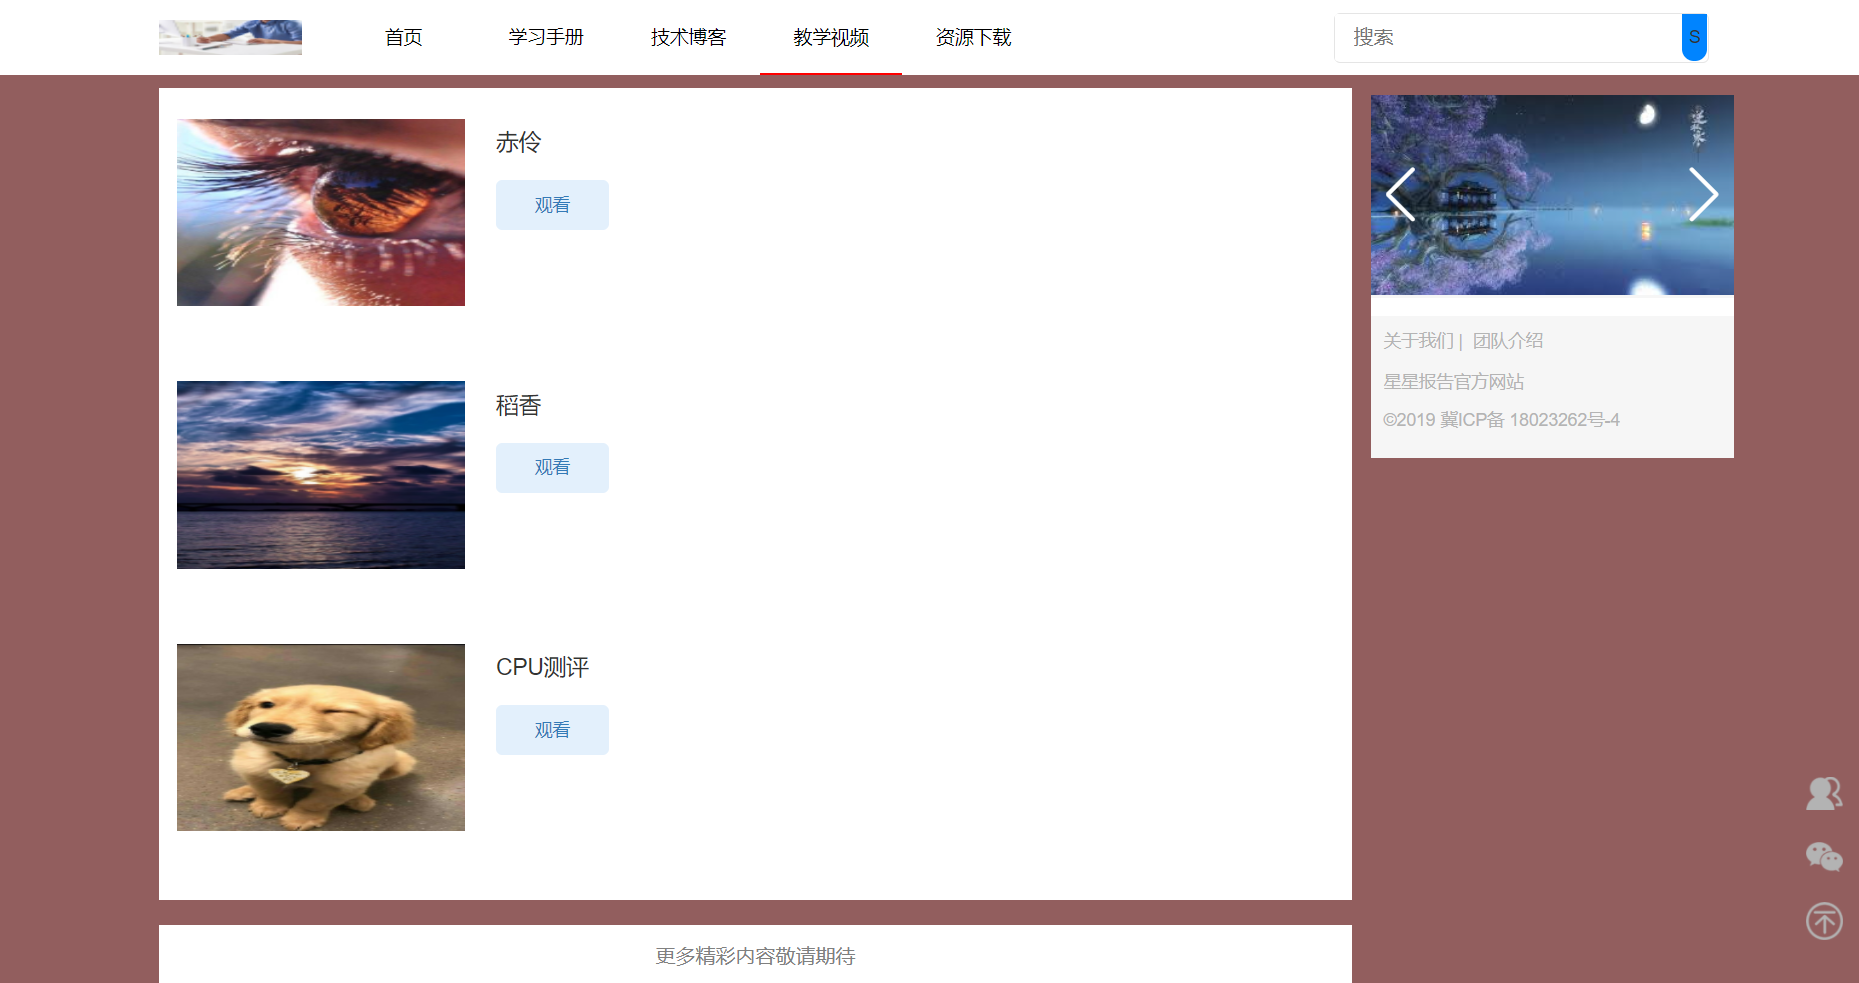 首页 学习手册 技术博客 教学视频 资源下载 搜索 S
赤伶
观看
稻香
观看
CPU测评
观看
关于我们 | 团队介绍
星星报告官方网站
©2019 冀ICP备 18023262号-4
更多精彩内容敬请期待